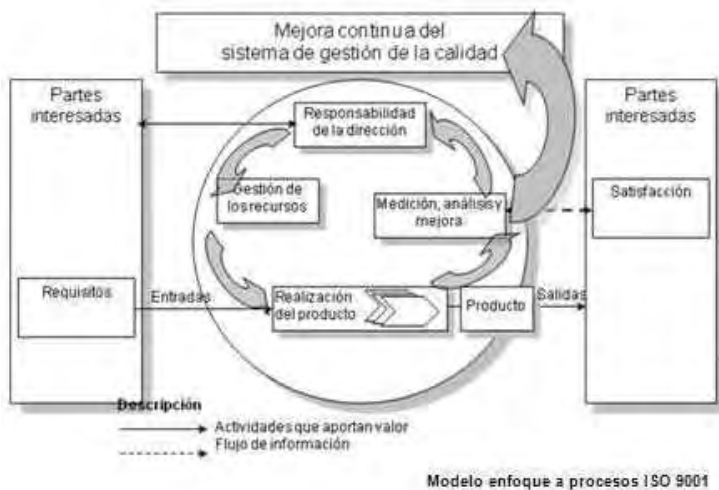 Mejora continua del
sistema de gestión de la calidad
Partes
interesadas
Partes
interesadas
Responsabilidad
de la dirección
Gestión de
los recursos
Medición, análisis y
mejora
Satisfacción
Requisitos
Entradas
Realización
del producto
Producto
Salidas
Descripción
Actividades que aportan valor
Flujo de información
Modelo enfoque a procesos ISO 9001